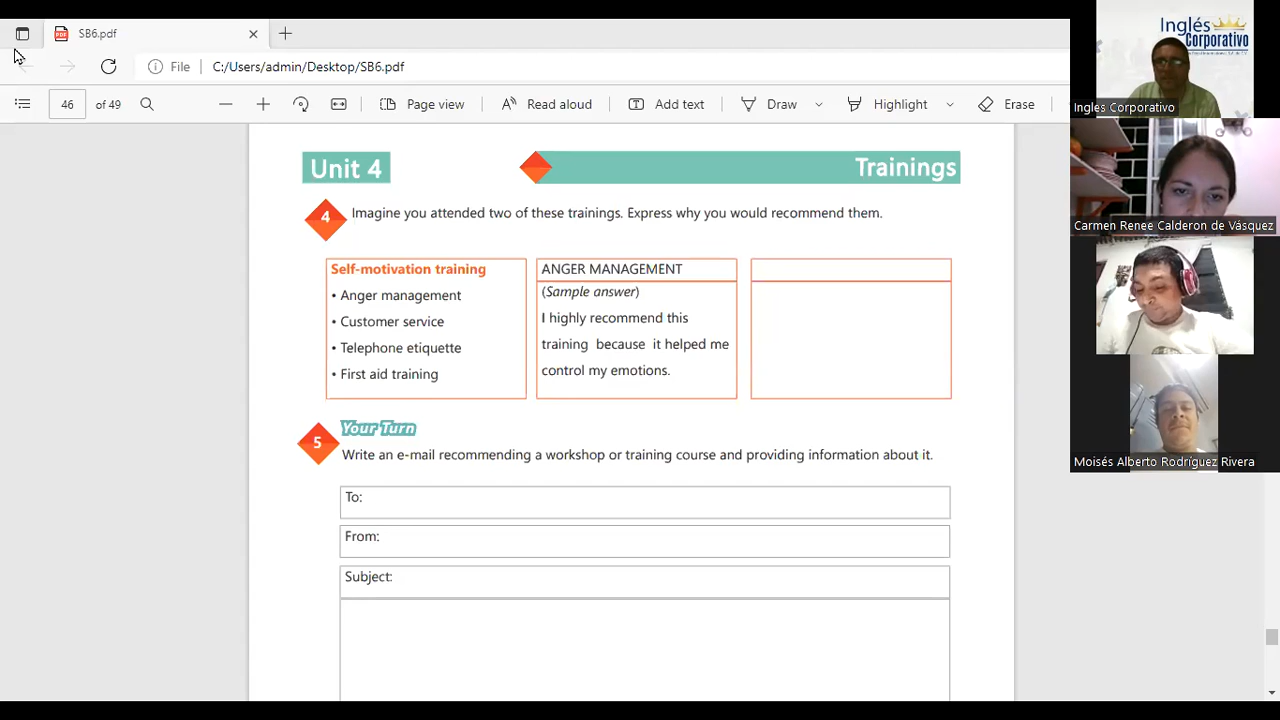 SB6.pdf
File
C:/Users/admin/Desktop/SB6.pdf
46
of 49
Page view
Read aloud
Add text
Draw
Highlight
Erase
Unit 4
Trainings
4
Imagine you attended two of these trainings. Express why you would recommend them.
Self-motivation training
• Anger management
• Customer service
• Telephone etiquette
• First aid training
ANGER MANAGEMENT
(Sample answer)
I highly recommend this
training because it helped me
control my emotions.
5
Your Turn
Write an e-mail recommending a workshop or training course and providing information about it.
To:
From:
Subject:
Inglés
Corporativo
Ingles Corporativo
Carmen Renee Calderon de Vásquez
Moisés Alberto Rodríguez Rivera